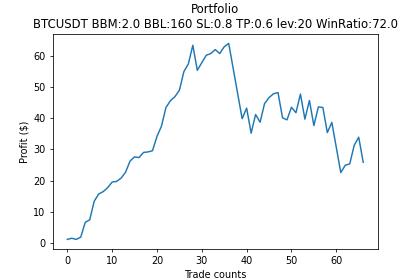 Portfolio
BTCUSDT BBM:2.0 BBL:160 SL:0.8 TP:0.6 lev:20 WinRatio:72.0
60
50
40
30
20
10
0
Profit ($)
0 10 20 30 40 50 60
Trade counts